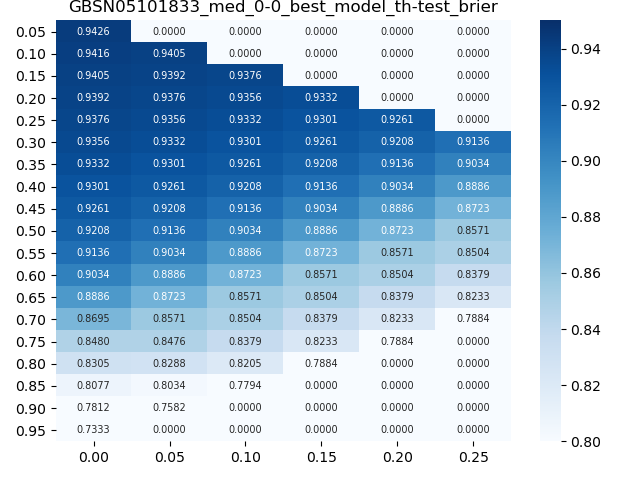 GBSN05101833_med_0-0_best_model_th-test_brier
0.05 0.9426 0.0000 0.0000 0.0000 0.0000 0.0000
0.10 0.9416 0.9405 0.0000 0.0000 0.0000 0.0000
0.15 0.9405 0.9392 0.9376 0.0000 0.0000 0.0000
0.20 0.9392 0.9376 0.9356 0.9332 0.0000 0.0000
0.25 0.9376 0.9356 0.9332 0.9301 0.9261 0.0000
0.30 0.9356 0.9332 0.9301 0.9261 0.9208 0.9136
0.35 0.9332 0.9301 0.9261 0.9208 0.9136 0.9034
0.40 0.9301 0.9261 0.9208 0.9136 0.9034 0.8886
0.45 0.9261 0.9208 0.9136 0.9034 0.8886 0.8723
0.50 0.9208 0.9136 0.9034 0.8886 0.8723 0.8571
0.55 0.9136 0.9034 0.8886 0.8723 0.8571 0.8504
0.60 0.9034 0.8886 0.8723 0.8571 0.8504 0.8379
0.65 0.8886 0.8723 0.8571 0.8504 0.8379 0.8233
0.70 0.8695 0.8571 0.8504 0.8379 0.8233 0.7884
0.75 0.8480 0.8476 0.8379 0.8233 0.7884 0.0000
0.80 0.8305 0.8288 0.8205 0.7884 0.0000 0.0000
0.85 0.8077 0.8034 0.7794 0.0000 0.0000 0.0000
0.90 0.7812 0.7582 0.0000 0.0000 0.0000 0.0000
0.95 0.7333 0.0000 0.0000 0.0000 0.0000 0.0000
0.00 0.05 0.10 0.15 0.20 0.25
0.94
0.92
0.90
0.88
0.86
0.84
0.82
0.80